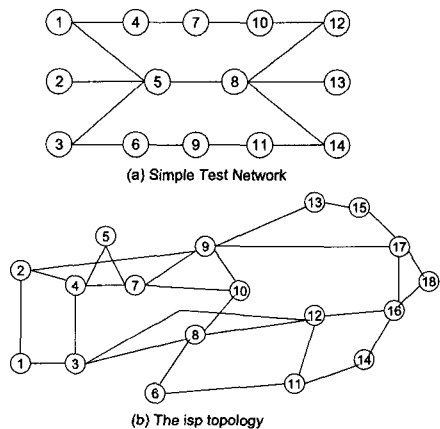 1 4 7 10 12
2 5 8 13
3 6 9 11 14
(a) Simple Test Network
13 15
5
9 17
2
4 7 10 18
12 16
8
1 3 14
6 11
(b) The isp topology